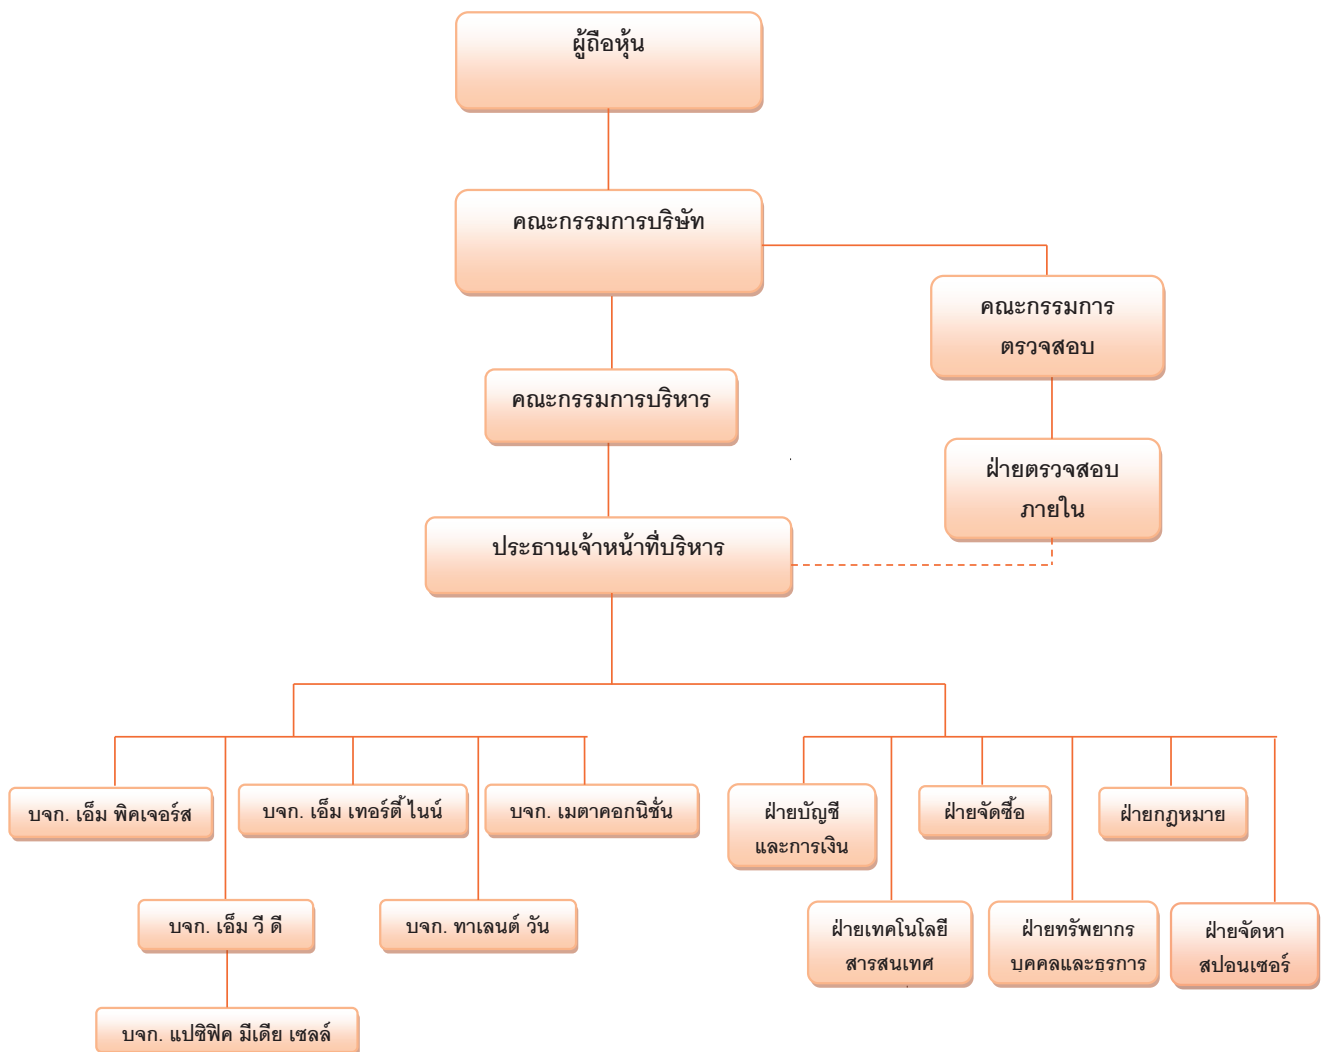 ผู้ถือหุ้น
คณะกรรมการบริษัท
คณะกรรมการ
ตรวจสอบ
คณะกรรมการบริหาร
ฝ่ายตรวจสอบ
ภายใน
ประธานเจ้าหน้าที่บริหาร
บจก. เอ็ม พิคเจอร์ส
บจก. เอ็ม เทอร์ตี้ ไนน์
บจก. เมตาคอกนิชั่น
ฝ่ายบัญชี
และการเงิน
ฝ่ายจัดซื้อ
ฝ่ายกฎหมาย
บจก. เอ็ม วี ดี
บจก. ทาเลนต์ วัน
ฝ่ายเทคโนโลยี
สารสนเทศ
ฝ่ายทรัพยากร
บุคคลและธุรการ
ฝ่ายจัดหา
สปอนเซอร์
บจก. แปซิฟิค มีเดีย เซลล์